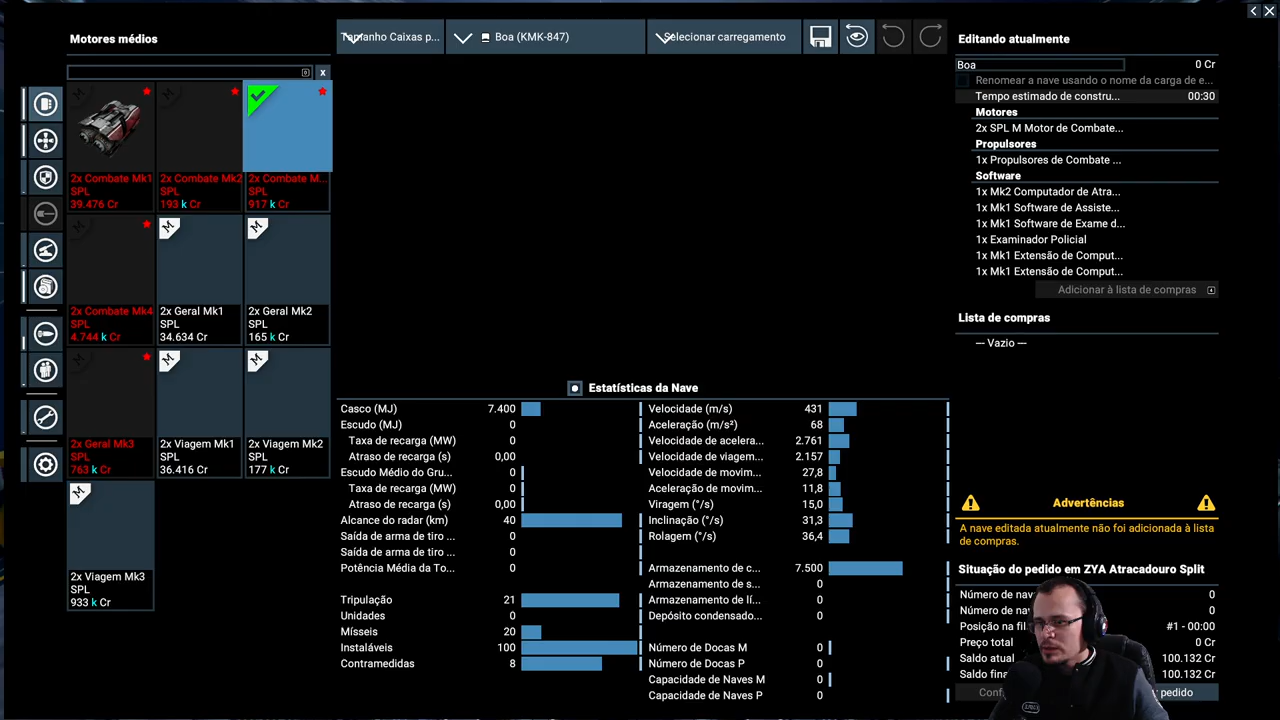 Motores médios
x
M
2x Combate Mk1
SPL
39.476 Cr
M
2x Combate Mk2
SPL
193 k Cr
2x Combate M...
SPL
917 k Cr
M
2x Combate Mk4
SPL
4.744 k Cr
M
2x Geral Mk1
SPL
34.634 Cr
M
2x Geral Mk2
SPL
165 k Cr
M
2x Geral Mk3
SPL
763 k Cr
M
2x Viagem Mk1
SPL
36.416 Cr
M
2x Viagem Mk2
SPL
177 k Cr
M
2x Viagem Mk3
SPL
933 k Cr
Boa (KMK-847)
Selecionar carregamento
Estatísticas da Nave
Casco (MJ) 7.400
Escudo (MJ) 0
Taxa de recarga (MW) 0
Atraso de recarga (s) 0,00
Escudo Médio do Gru... 0
Taxa de recarga (MW) 0
Atraso de recarga (s) 0,00
Alcance do radar (km) 40
Saída de arma de tiro ... 0
Saída de arma de tiro ... 0
Potência Média da To... 0
Tripulação 21
Unidades 0
Mísseis 20
Instaláveis 100
Contramedidas 8
Velocidade (m/s) 431
Aceleração (m/s²) 68
Velocidade de acelera... 2.761
Velocidade de viagem... 2.157
Velocidade de movim... 27,8
Aceleração de movim... 11,8
Viragem (°/s) 15,0
Inclinação (°/s) 31,3
Rolagem (°/s) 36,4
Armazenamento de c... 7.500
Armazenamento de s... 0
Armazenamento de lí... 0
Depósito condensado... 0
Número de Docas M 0
Número de Docas P 0
Capacidade de Naves M 0
Capacidade de Naves P 0
Editando atualmente
Boa 0 Cr
Renomear a nave usando o nome da carga de e...
Tempo estimado de constru... 00:30
Motores
2x SPL M Motor de Combate...
Propulsores
1x Propulsores de Combate ...
Software
1x Mk2 Computador de Atra...
1x Mk1 Software de Assiste...
1x Mk1 Software de Exame d...
1x Examinador Policial
1x Mk1 Extensão de Comput...
1x Mk1 Extensão de Comput...
Adicionar à lista de compras
Lista de compras
— Vazio —
Advertências
A nave editada atualmente não foi adicionada à lista
de compras.
Situação do pedido em ZYA Atracadouro Split
Número de nav 0
Número de nav 0
Posição na fil #1 - 00:00
Preço total 0 Cr
Saldo atual 100.132 Cr
Saldo fina 100.132 Cr
pedido